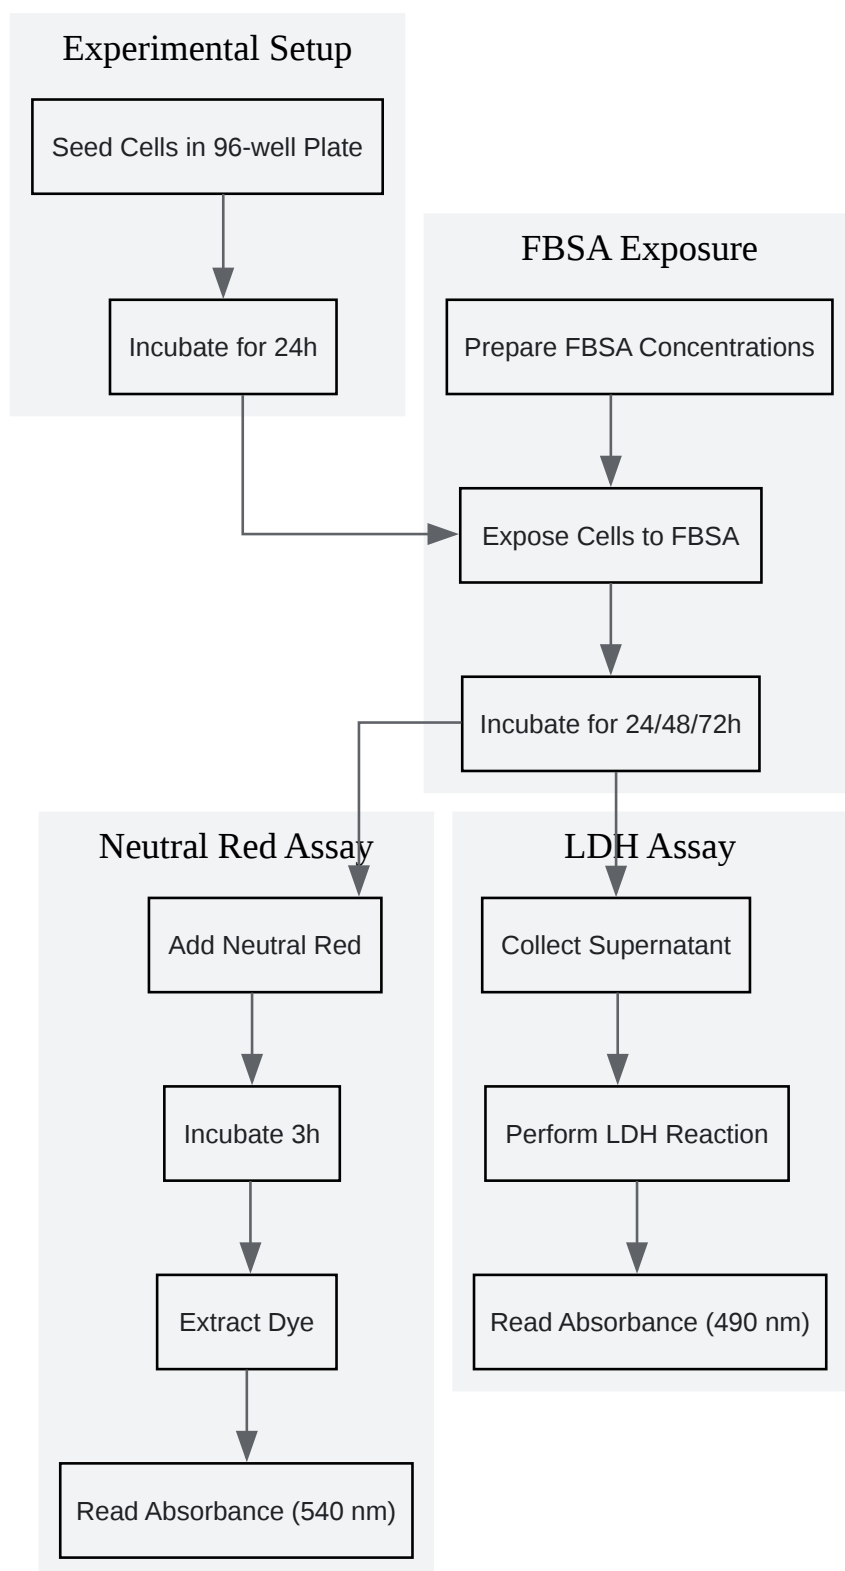 Experimental Setup
Seed Cells in 96-well Plate
Incubate for 24h
FBSA Exposure
Prepare FBSA Concentrations
Expose Cells to FBSA
Incubate for 24/48/72h
Neutral Red Assay
Add Neutral Red
Incubate 3h
Extract Dye
Read Absorbance (540 nm)
LDH Assay
Collect Supernatant
Perform LDH Reaction
Read Absorbance (490 nm)